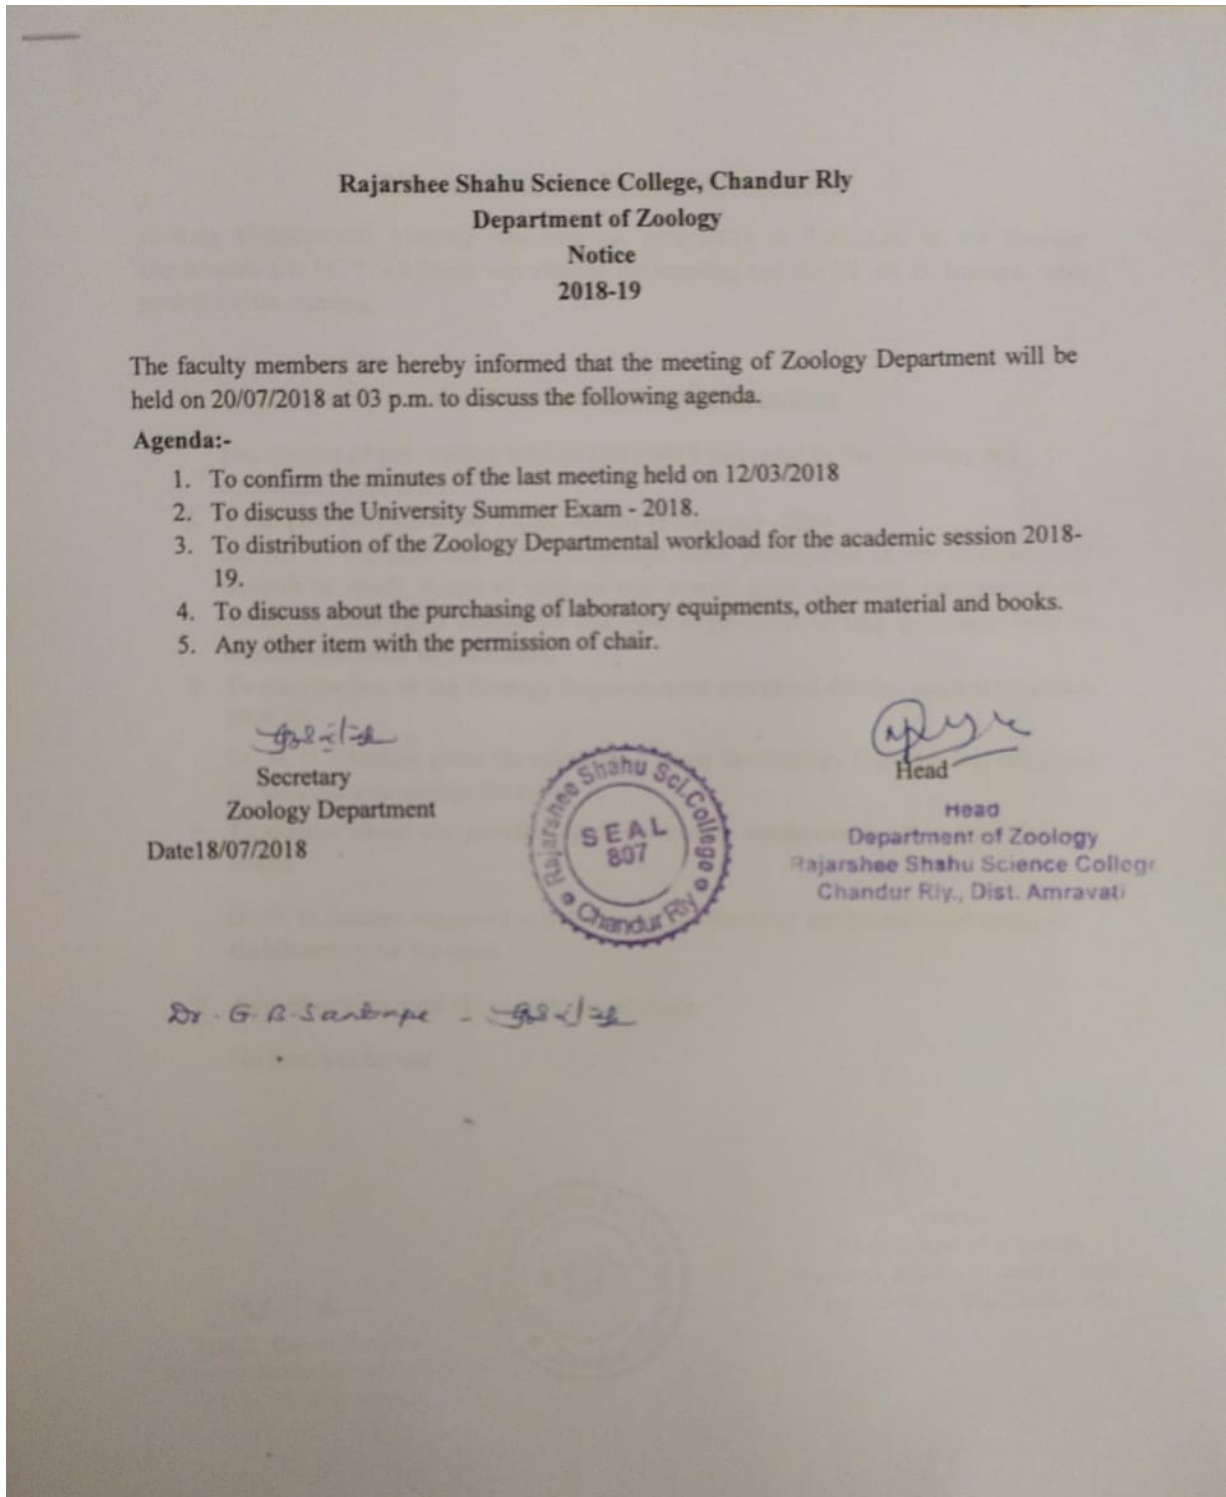 Rajarshee Shahu Science College, Chandur Rly
Department of Zoology
Notice
2018-19
The faculty members are hereby informed that the meeting of Zoology Department will be
held on 20/07/2018 at 03 p.m. to discuss the following agenda.
Agenda:-
1. To confirm the minutes of the last meeting held on 12/03/2018
2. To discuss the University Summer Exam - 2018.
3. To distribution of the Zoology Departmental workload for the academic session 2018-
19.
4. To discuss about the purchasing of laboratory equipments, other material and books.
5. Any other item with the permission of chair.
Secretary
Zoology Department
Date18/07/2018
Rajarshee Shahu Sci. College
SEAL
807
Chandur Rly
Head
Head
Department of Zoology
Rajarshee Shahu Science College
Chandur Rly., Dist. Amravati
Dr. G. B. Santape -